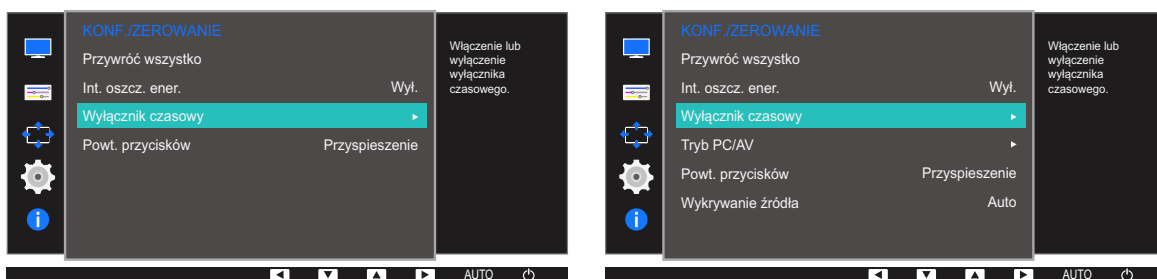 KONF./ZEROWANIE
Przywróć wszystko
Int. oszcz. ener. Wył.
Wyłącznik czasowy
Powt. przycisków Przyspieszenie
Włączenie lub
wyłączenie
wyłącznika
czasowego.
AUTO
KONF./ZEROWANIE
Przywróć wszystko
Int. oszcz. ener. Wył.
Wyłącznik czasowy
Tryb PC/AV
Powt. przycisków Przyspieszenie
Wykrywanie źródła Auto
Włączenie lub
wyłączenie
wyłącznika
czasowego.
AUTO